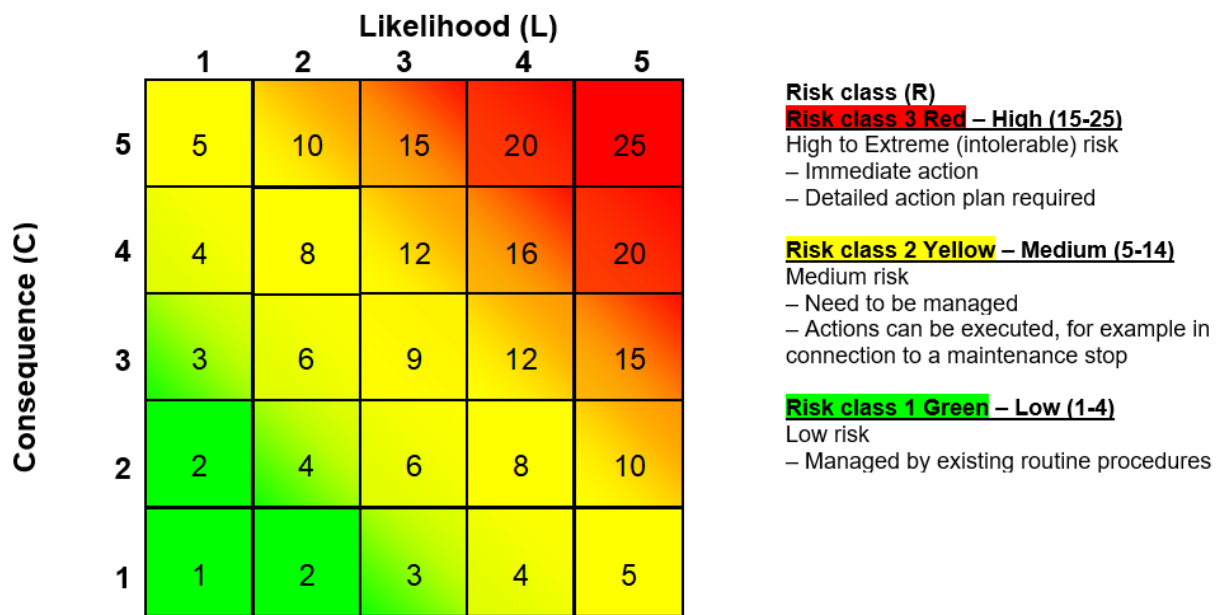 Likelihood (L)
1 2 3 4 5
Consequence (C)
5 5 10 15 20 25
4 4 8 12 16 20
3 3 6 9 12 15
2 2 4 6 8 10
1 1 2 3 4 5
Risk class (R)
Risk class 3 Red – High (15-25)
High to Extreme (intolerable) risk
– Immediate action
– Detailed action plan required
Risk class 2 Yellow – Medium (5-14)
Medium risk
– Need to be managed
– Actions can be executed, for example in
connection to a maintenance stop
Risk class 1 Green – Low (1-4)
Low risk
– Managed by existing routine procedures